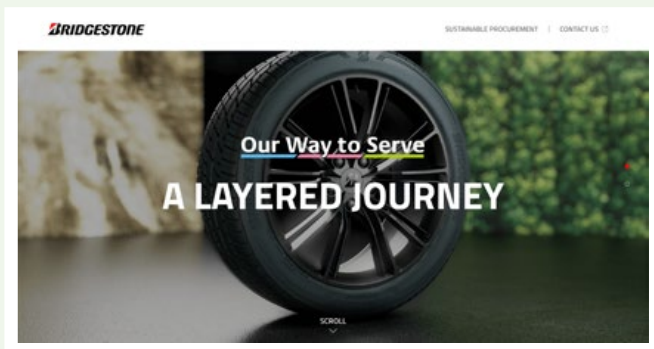 BRIDGESTONE
SUSTAINABLE PROCUREMENT | CONTACT US
Our Way to Serve
A LAYERED JOURNEY
SCROLL